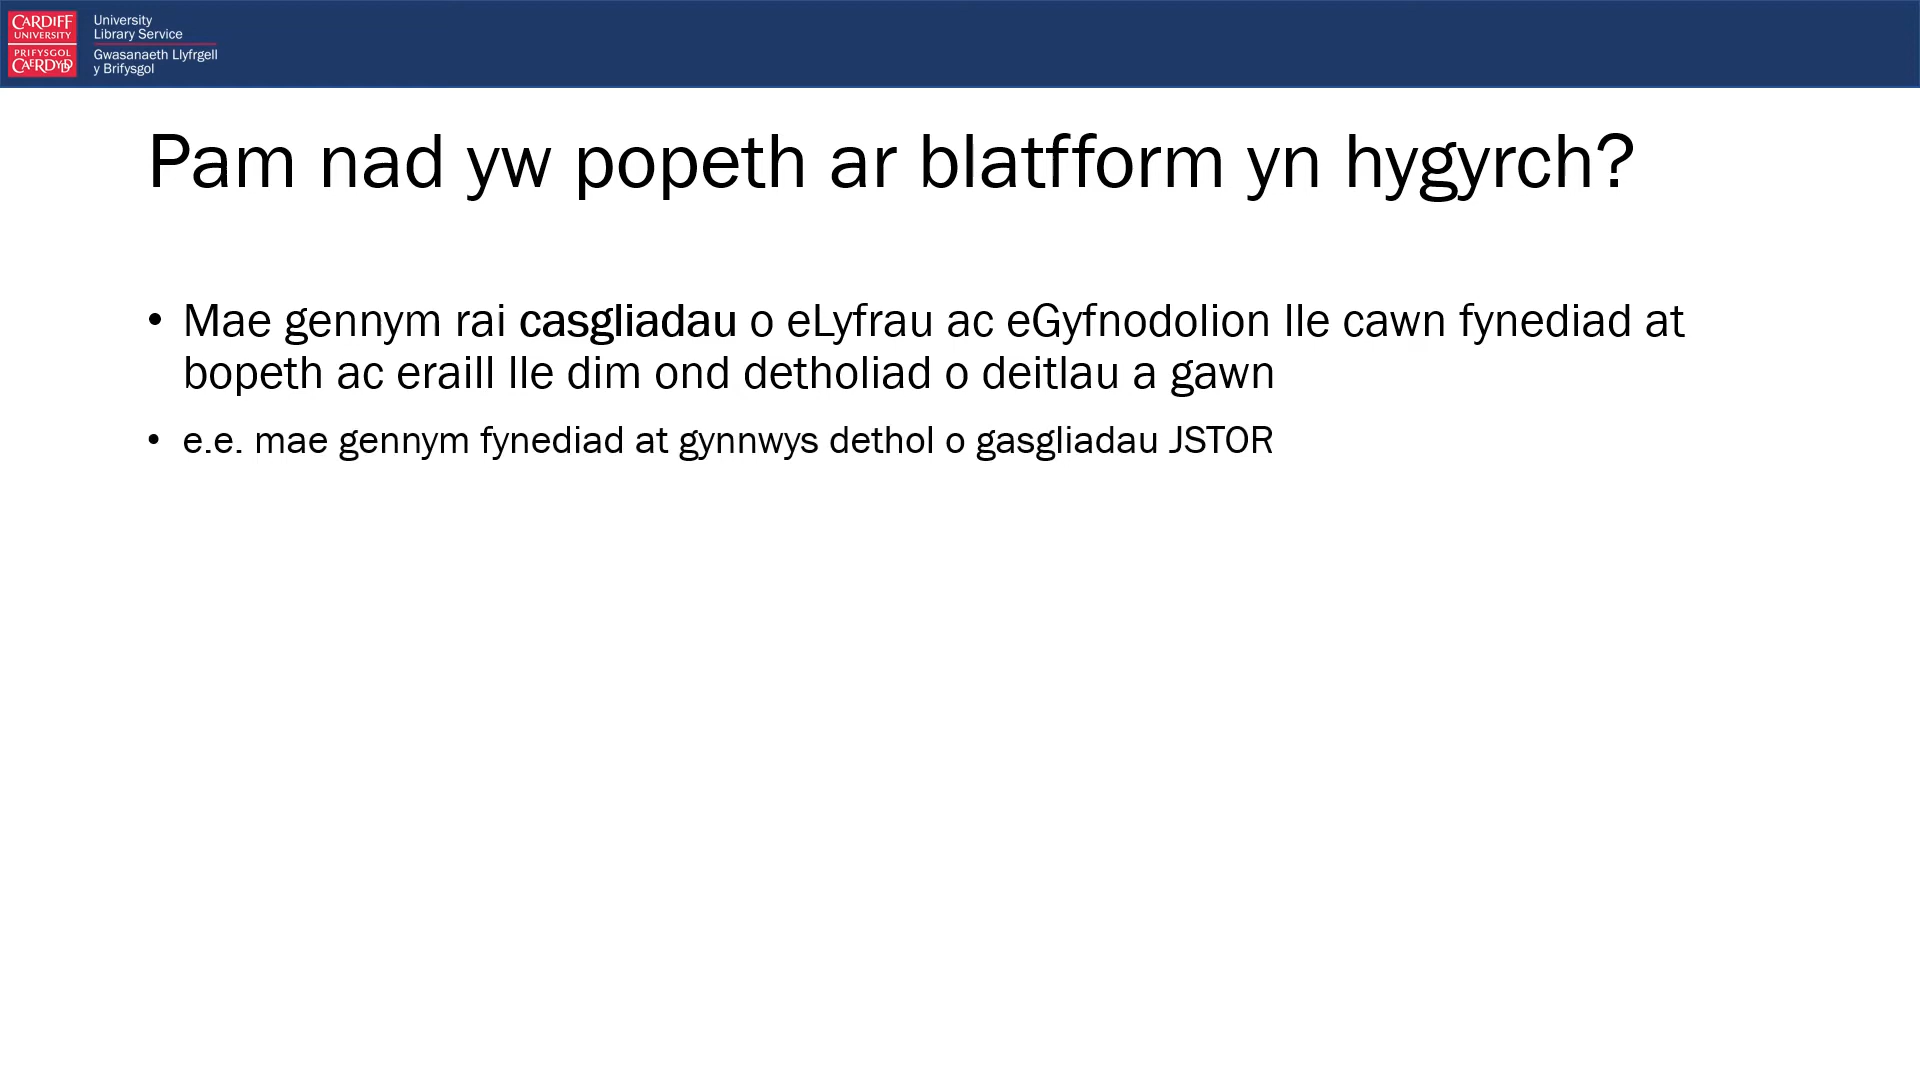 CARDIFF
UNIVERSITY
PRIFYSGOL
CAERDYDD
University
Library Service
Gwasanaeth Llyfrgell
y Brifysgol
Pam nad yw popeth ar blatfform yn hygyrch?
• Mae gennym rai casgliadau o eLyfrau ac eGyfnodolion lle cawn fynediad at
bopeth ac eraill lle dim ond detholiad o deitlau a gawn
• e.e. mae gennym fynediad at gynnwys dethol o gasgliadau JSTOR